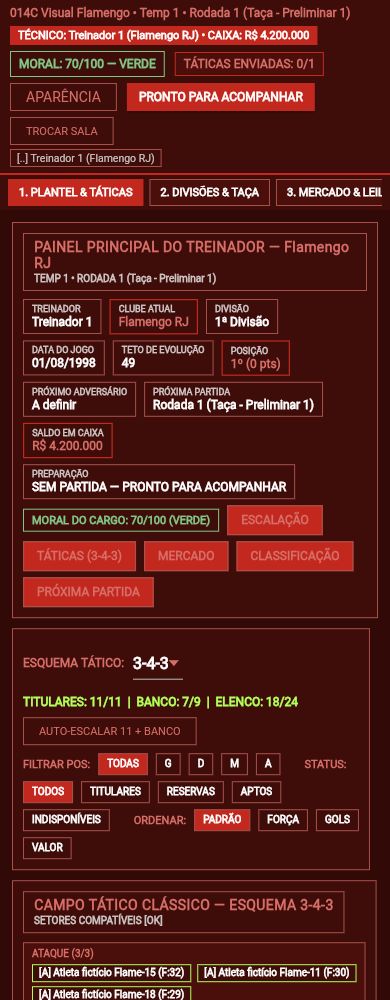 014C Visual Flamengo • Temp 1 • Rodada 1 (Taça - Preliminar 1)
TÉCNICO: Treinador 1 (Flamengo RJ) • CAIXA: R$ 4.200.000
MORAL: 70/100 — VERDE TÁTICAS ENVIADAS: 0/1
APARÊNCIA PRONTO PARA ACOMPANHAR
TROCAR SALA
[..] Treinador 1 (Flamengo RJ)
1. PLANTEL & TÁTICAS 2. DIVISÕES & TAÇA 3. MERCADO & LEIL
PAINEL PRINCIPAL DO TREINADOR — Flamengo
RJ
TEMP 1 • RODADA 1 (Taça - Preliminar 1)
TREINADOR CLUBE ATUAL DIVISÃO
Treinador 1 Flamengo RJ 1ª Divisão
DATA DO JOGO TETO DE EVOLUÇÃO POSIÇÃO
01/08/1998 49 1º (0 pts)
PRÓXIMO ADVERSÁRIO PRÓXIMA PARTIDA
A definir Rodada 1 (Taça - Preliminar 1)
SALDO EM CAIXA
R$ 4.200.000
PREPARAÇÃO
SEM PARTIDA — PRONTO PARA ACOMPANHAR
MORAL DO CARGO: 70/100 (VERDE) ESCALAÇÃO
TÁTICAS (3-4-3) MERCADO CLASSIFICAÇÃO
PRÓXIMA PARTIDA
ESQUEMA TÁTICO: 3-4-3
TITULARES: 11/11 | BANCO: 7/9 | ELENCO: 18/24
AUTO-ESCALAR 11 + BANCO
FILTRAR POS: TODAS G D M A STATUS:
TODOS TITULARES RESERVAS APTOS
INDISPONÍVEIS ORDENAR: PADRÃO FORÇA GOLS
VALOR
CAMPO TÁTICO CLÁSSICO — ESQUEMA 3-4-3
SETORES COMPATÍVEIS [OK]
ATAQUE (3/3)
[A] Atleta fictício Flame-15 (F:32) [A] Atleta fictício Flame-11 (F:30)
[A] Atleta fictício Flame-18 (F:29)